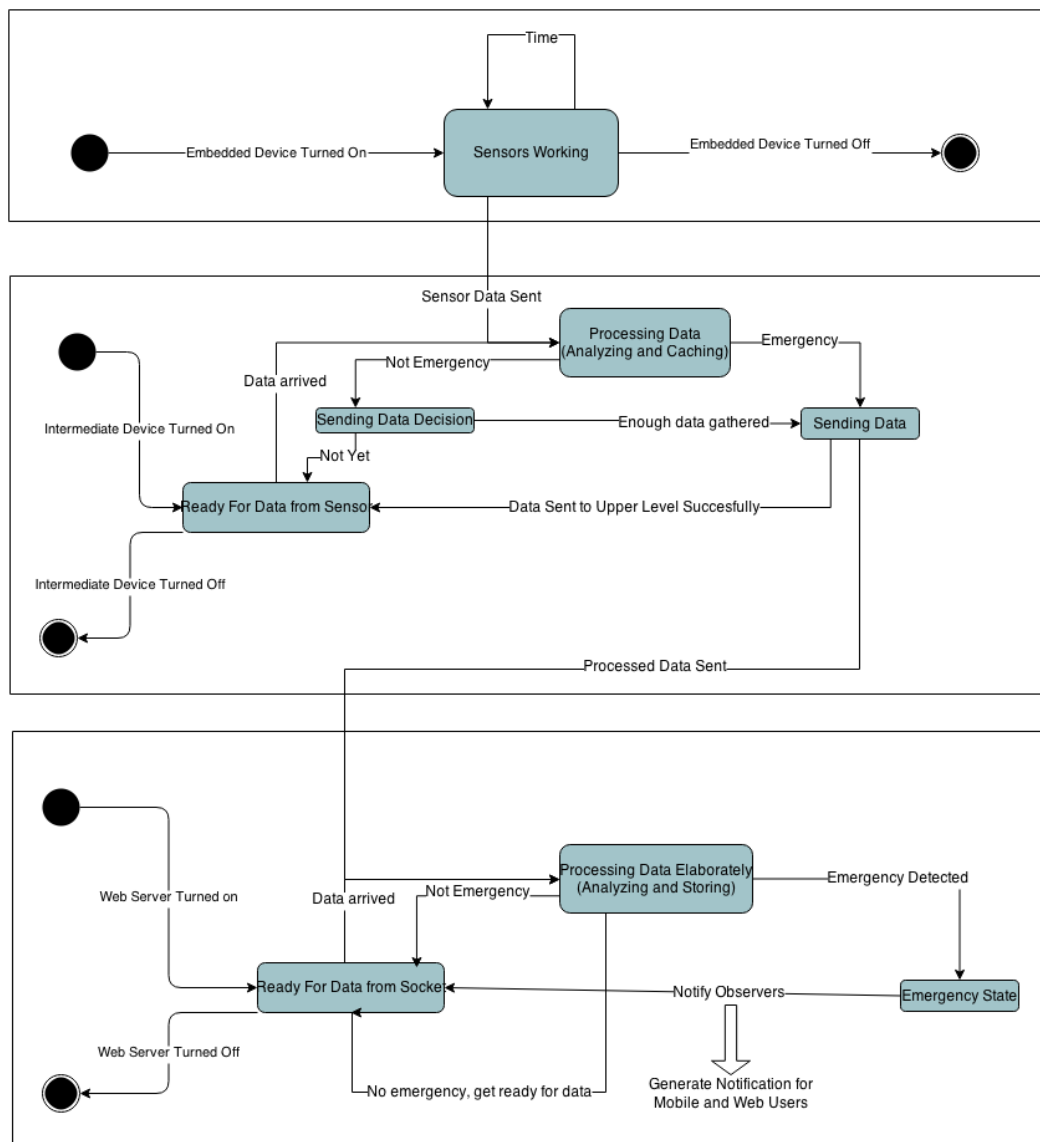 Time
Embedded Device Turned On
Sensors Working
Embedded Device Turned Off
Sensor Data Sent
Processing Data
(Analyzing and Caching)
Emergency
Not Emergency
Data arrived
Sending Data Decision
Enough data gathered
Sending Data
Intermediate Device Turned On
Not Yet
Ready For Data from Sensor
Data Sent to Upper Level Succesfully
Intermediate Device Turned Off
Processed Data Sent
Processing Data Elaborately
(Analyzing and Storing)
Emergency Detected
Not Emergency
Web Server Turned on
Data arrived
Ready For Data from Socket
Notify Observers
Emergency State
Web Server Turned Off
No emergency, get ready for data
Generate Notification for
Mobile and Web Users